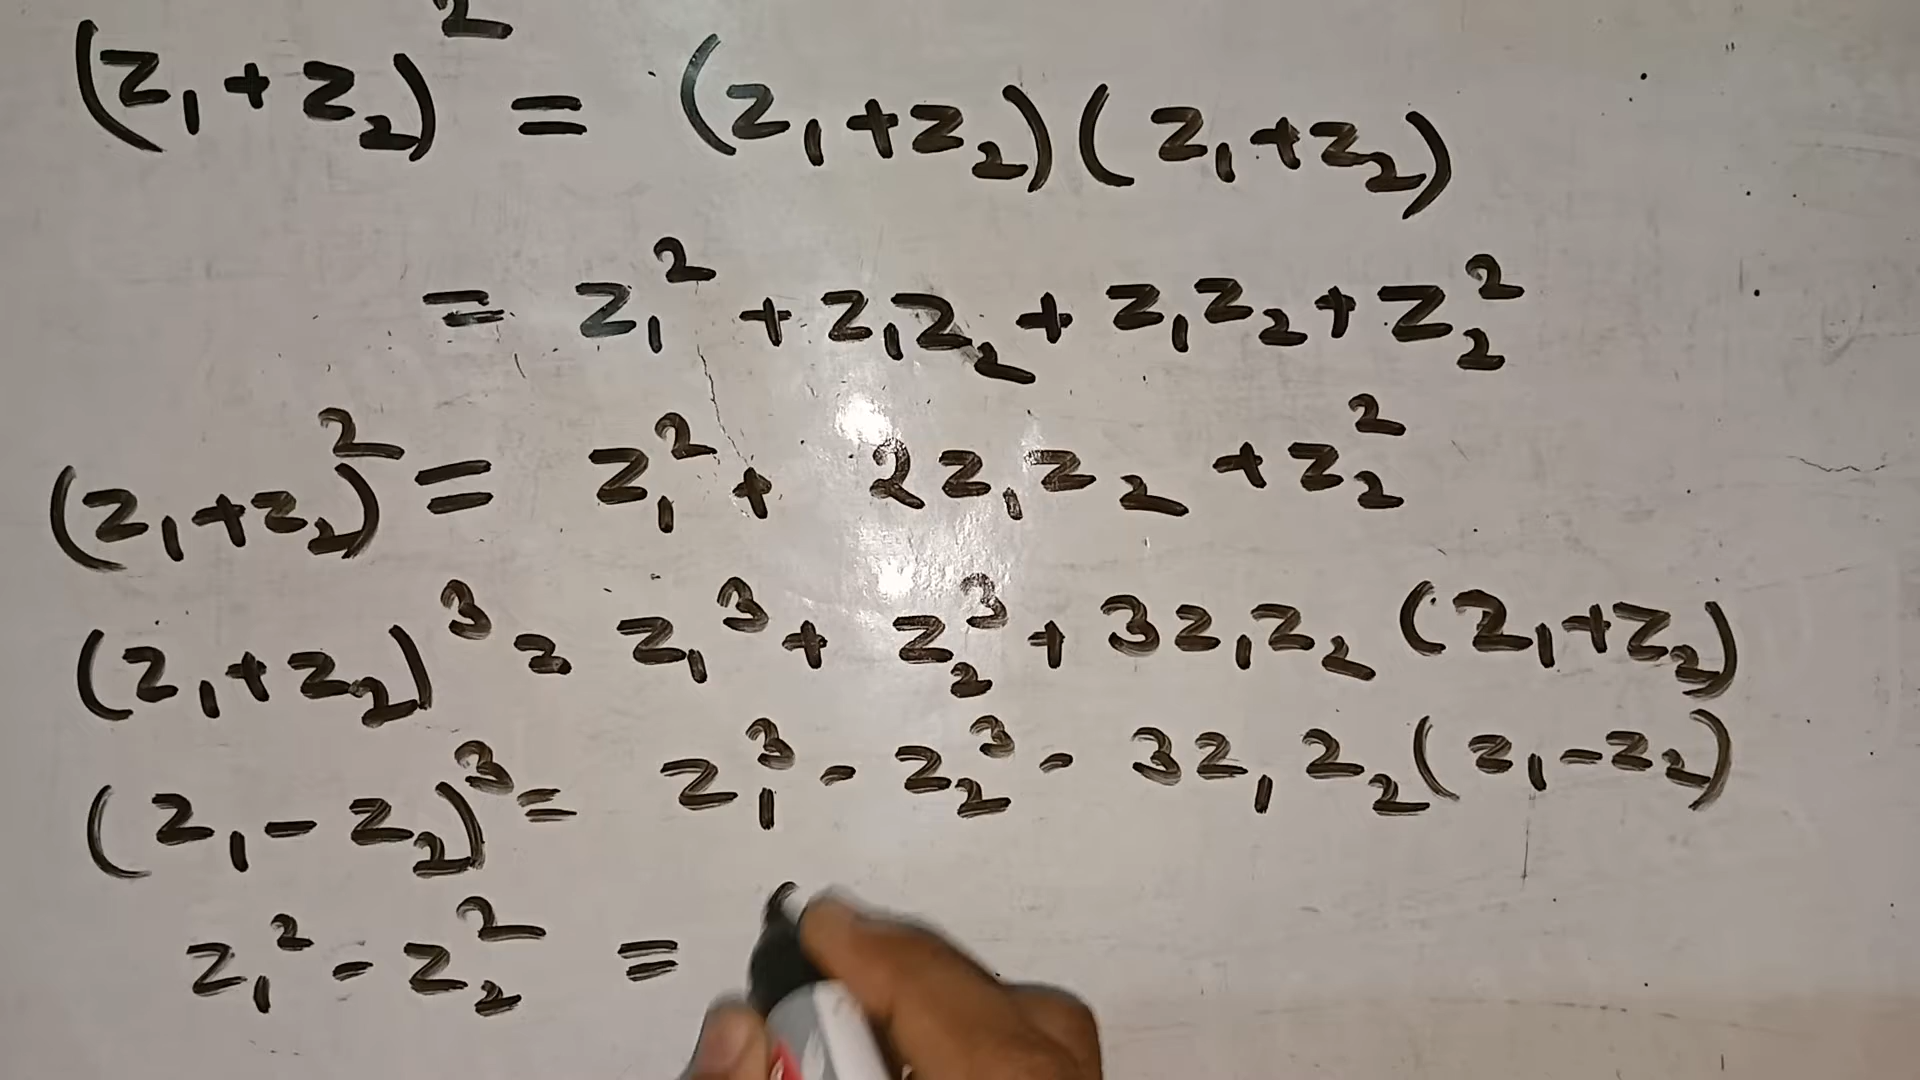 (z₁+z₂)² = (z₁+z₂)(z₁+z₂)
= z₁² + z₁z₂ + z₁z₂ + z₂²
(z₁+z₂)² = z₁² + 2z₁z₂ + z₂²
(z₁+z₂)³ = z₁³ + z₂³ + 3z₁z₂(z₁+z₂)
(z₁-z₂)³ = z₁³ - z₂³ - 3z₁z₂(z₁-z₂)
z₁² - z₂² = (